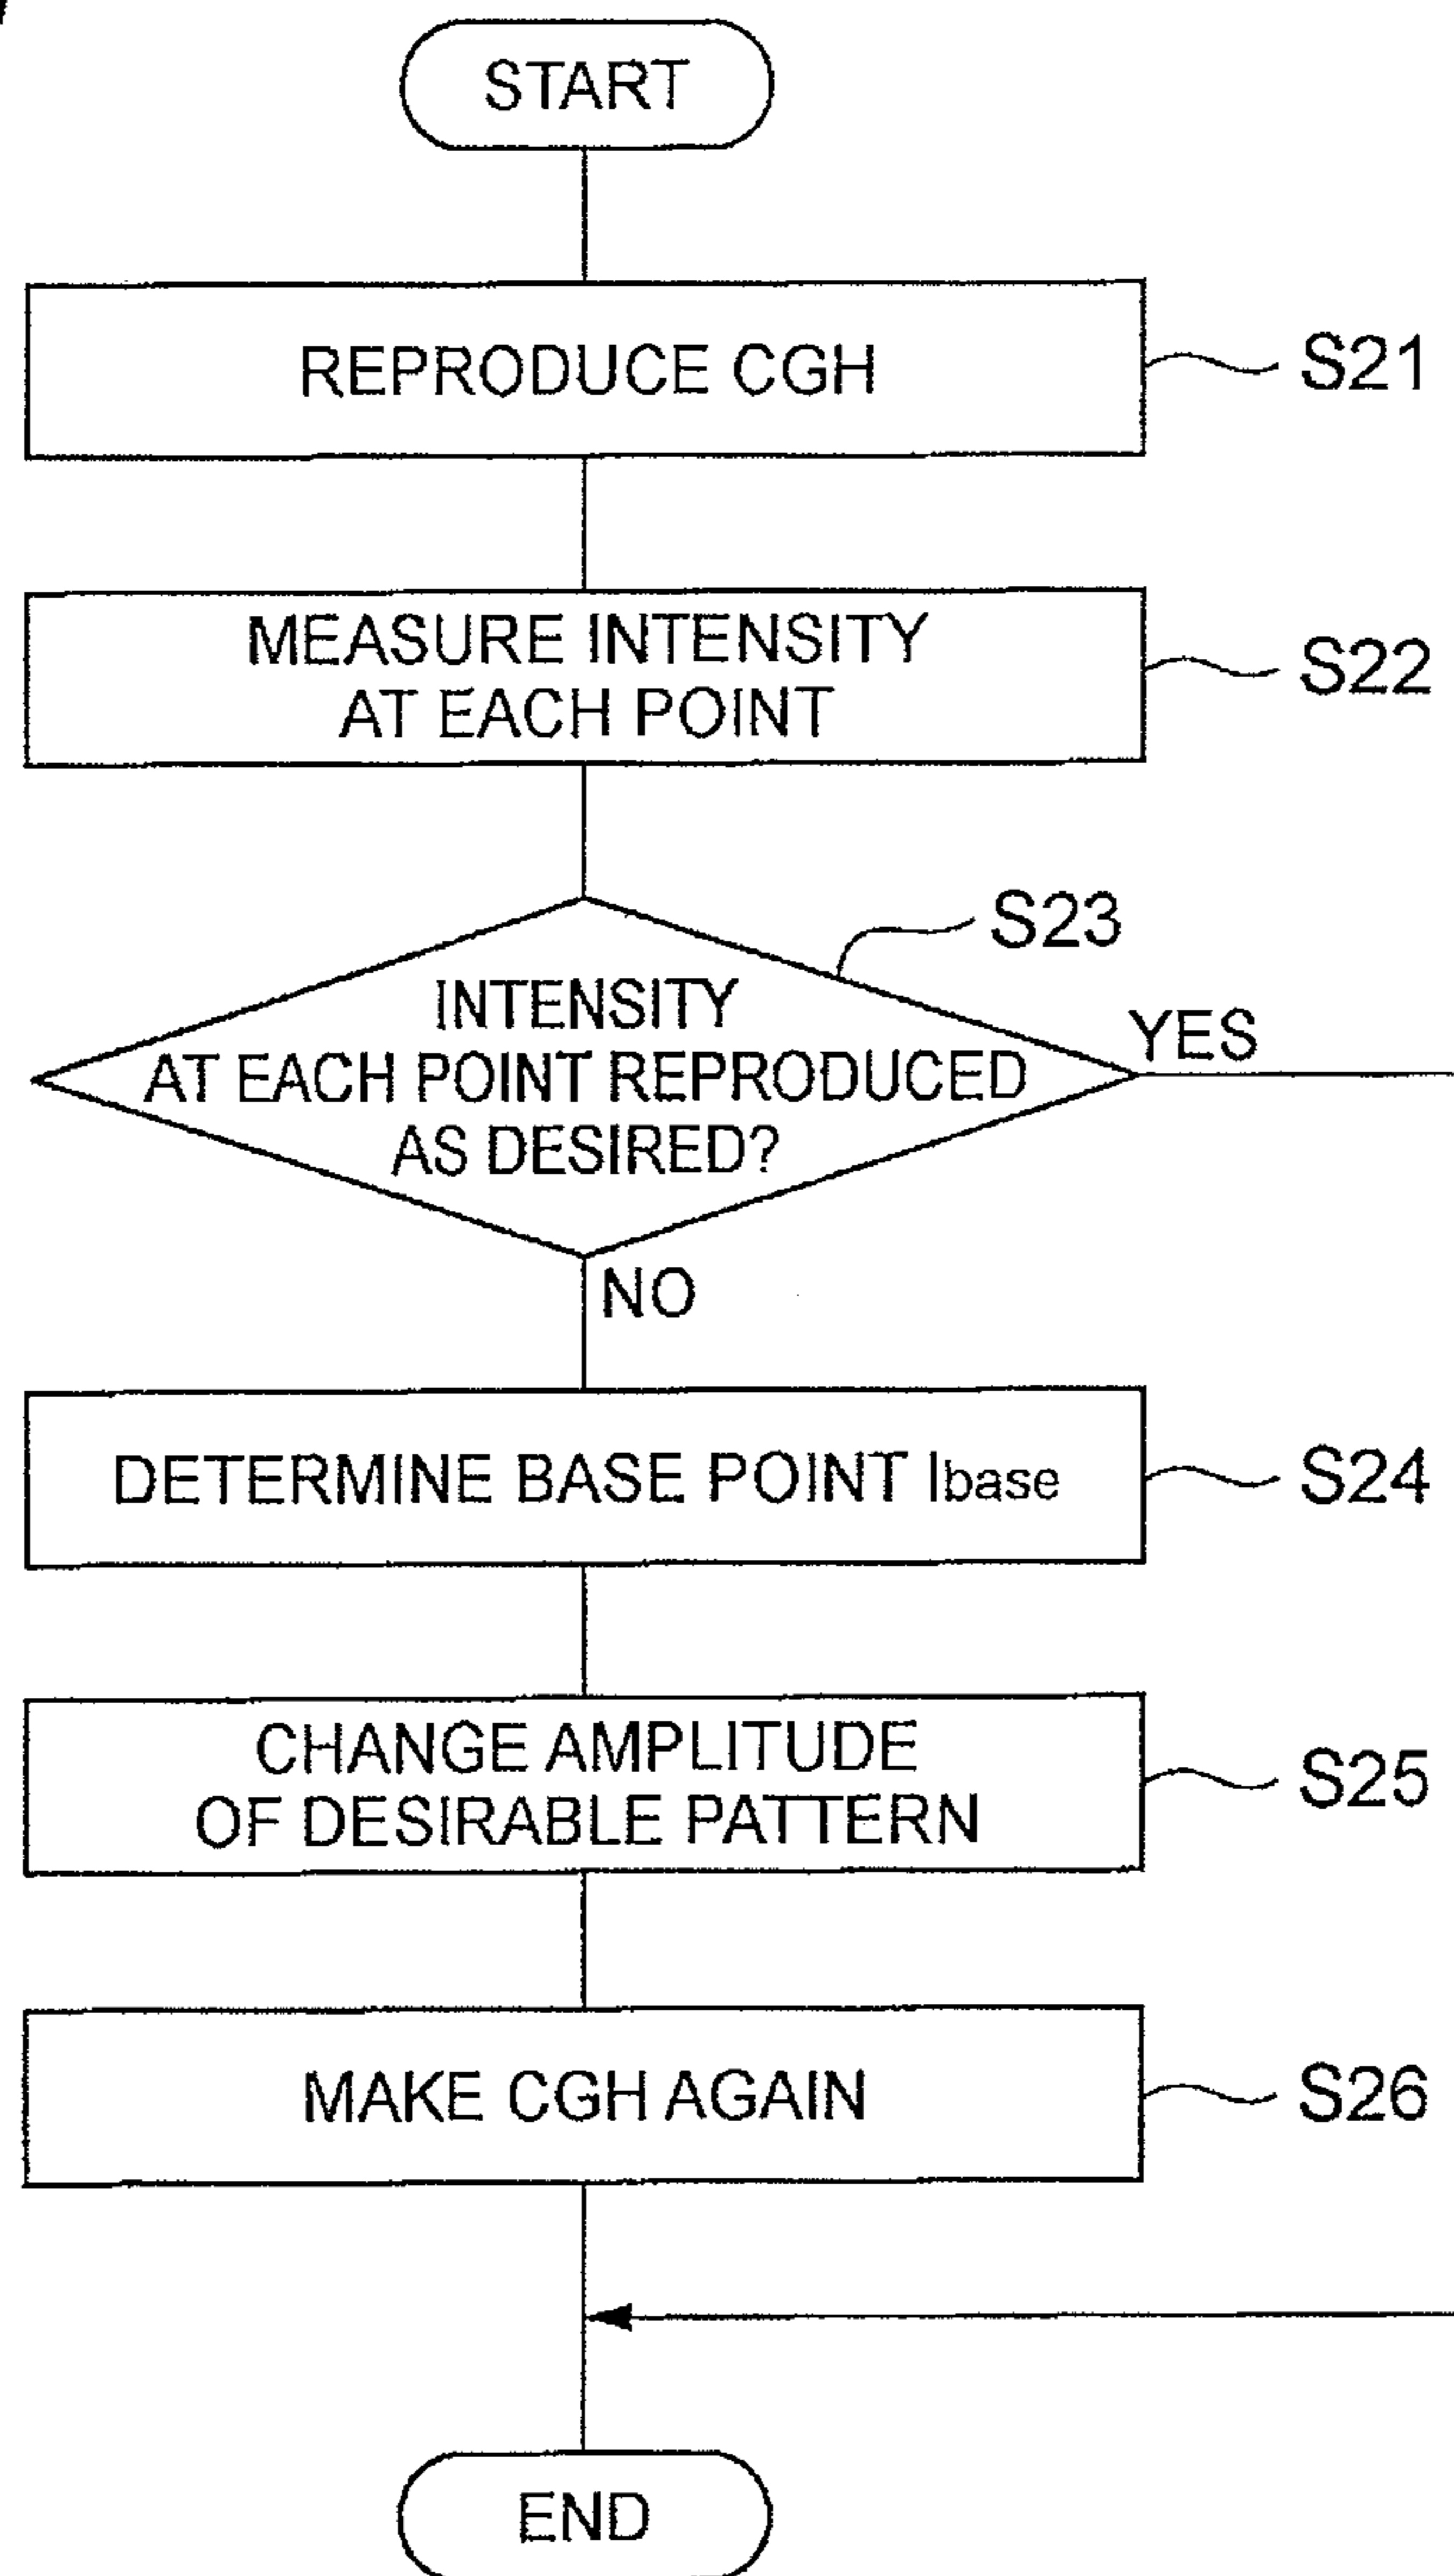 START
REPRODUCE CGH
S21
MEASURE INTENSITY
AT EACH POINT
S22
S23
INTENSITY
AT EACH POINT REPRODUCED
AS DESIRED?
YES
NO
DETERMINE BASE POINT Ibase
S24
CHANGE AMPLITUDE
OF DESIRABLE PATTERN
S25
MAKE CGH AGAIN
S26
END